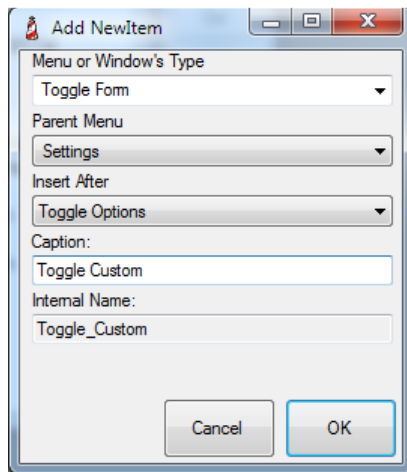 Add NewItem
Menu or Window's Type
Toggle Form
Parent Menu
Settings
Insert After
Toggle Options
Caption:
Toggle Custom
Internal Name:
Toggle_Custom
Cancel OK